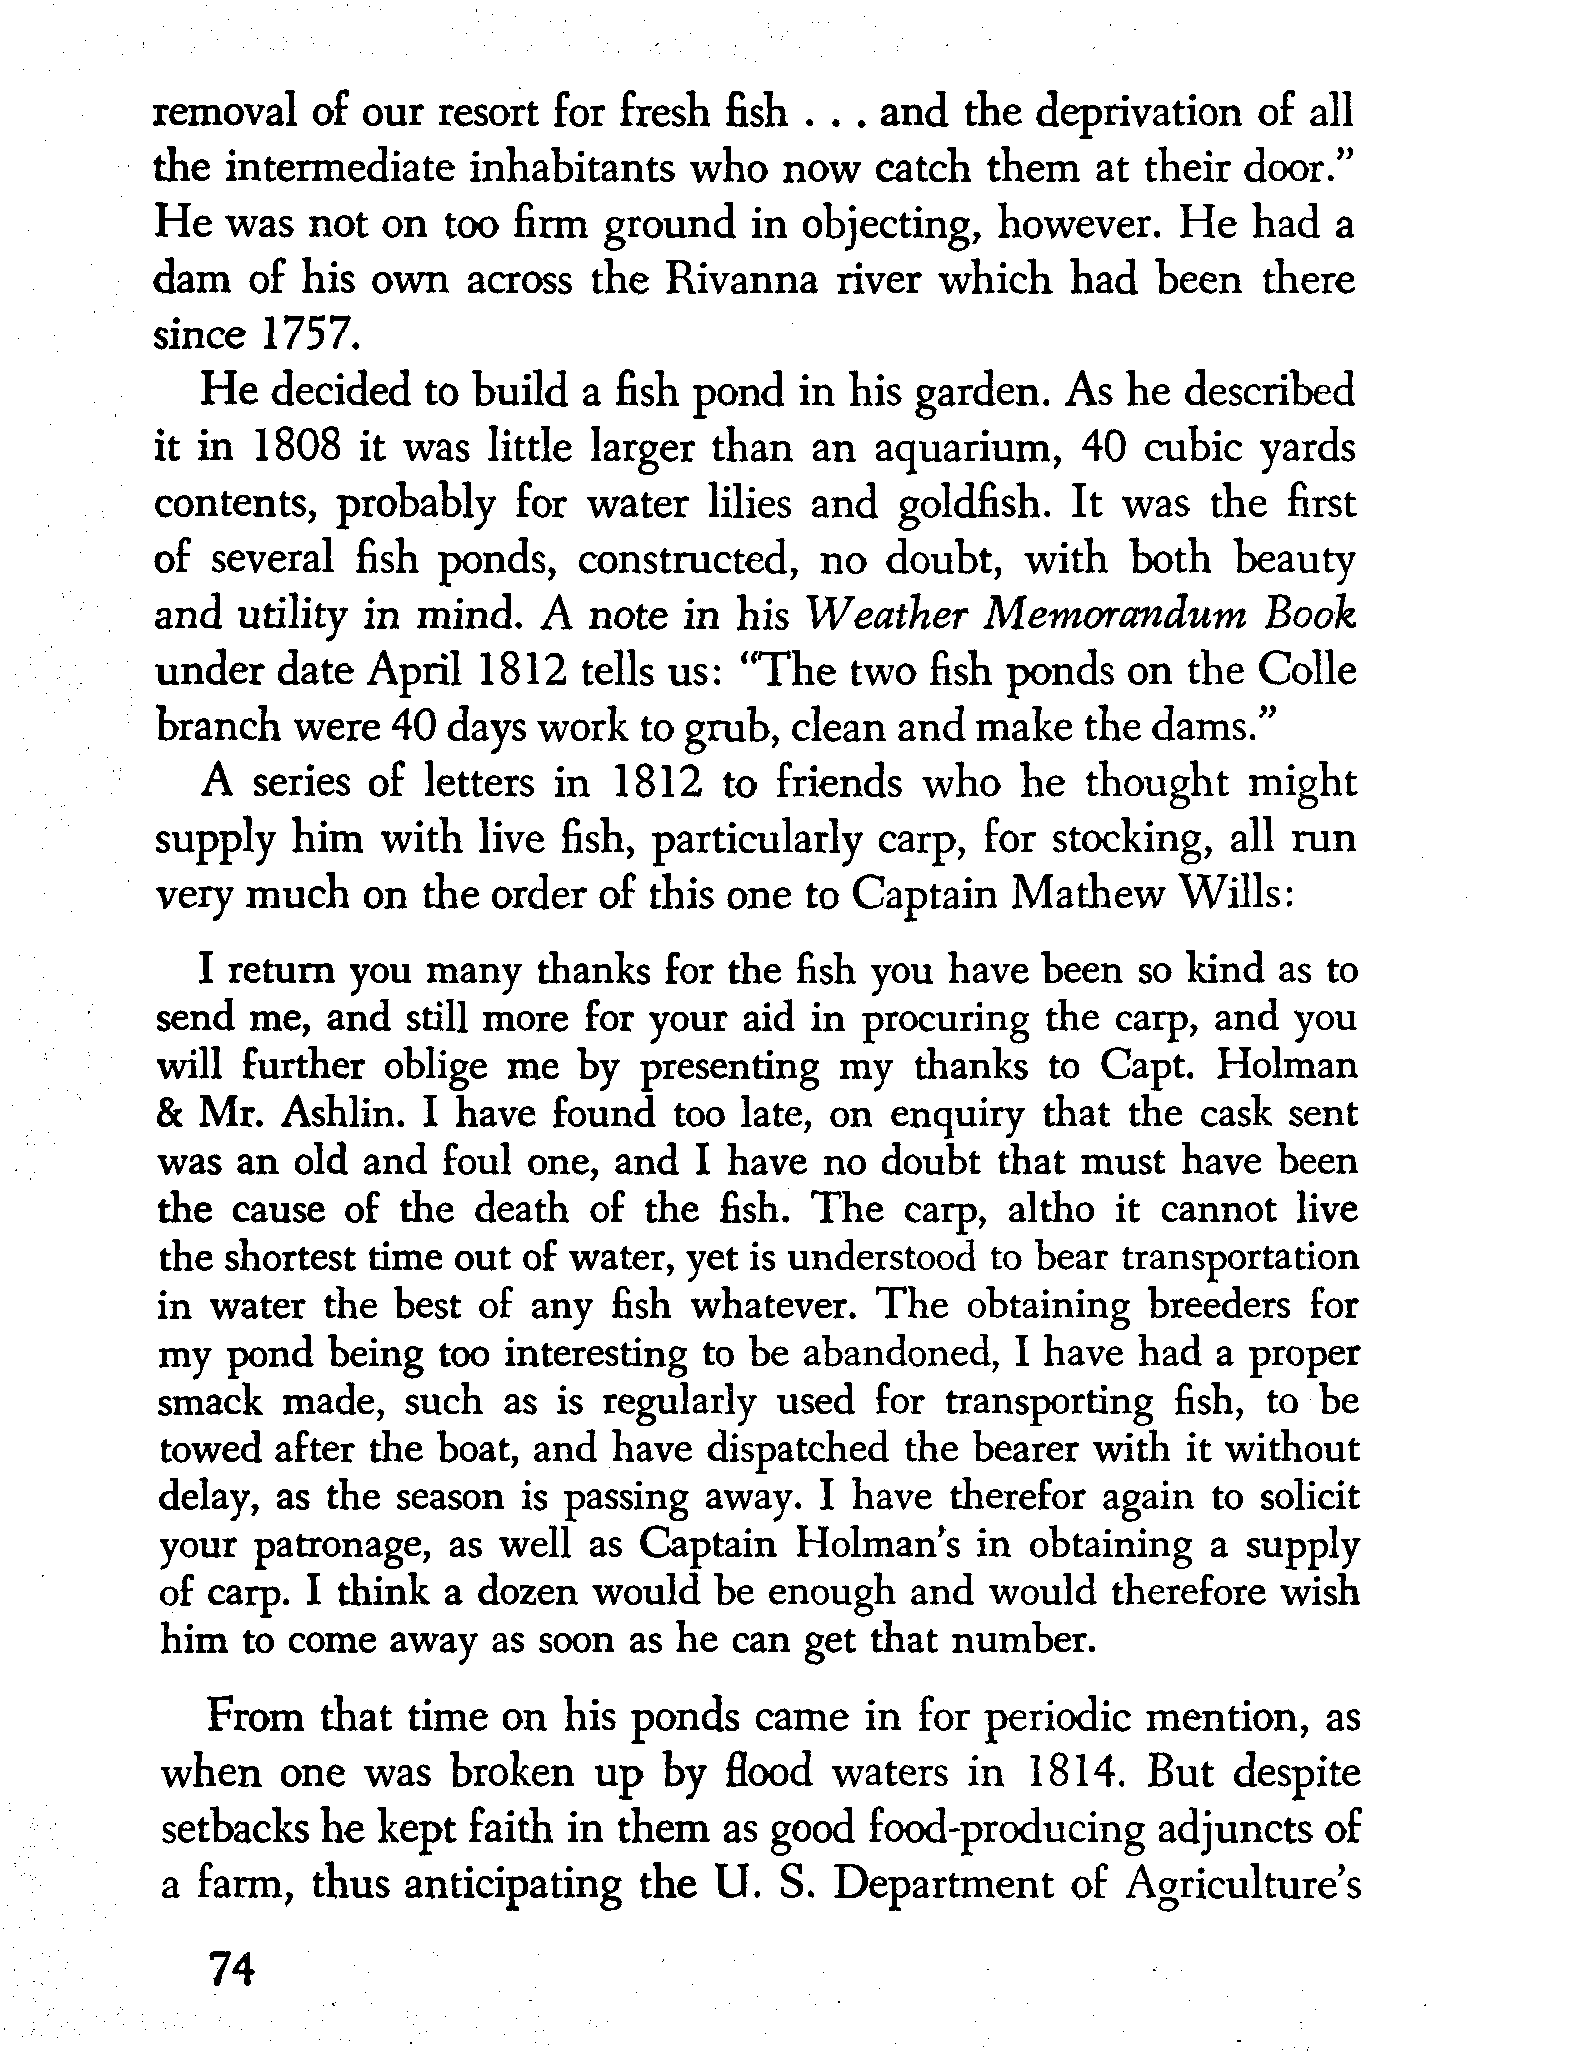 removal of our resort for fresh fish . . . and the deprivation of all
the intermediate inhabitants who now catch them at their door.”
He was not on too firm ground in objecting, however. He had a
dam of his own across the Rivanna river which had been there
since 1757.
He decided to build a fish pond in his garden. As he described
it in 1808 it was little larger than an aquarium, 40 cubic yards
contents, probably for water lilies and goldfish. It was the first
of several fish ponds, constructed, no doubt, with both beauty
and utility in mind. A note in his Weather Memorandum Book
under date April 1812 tells us: “The two fish ponds on the Colle
branch were 40 days work to grub, clean and make the dams.”
A series of letters in 1812 to friends who he thought might
supply him with live fish, particularly carp, for stocking, all run
very much on the order of this one to Captain Mathew Wills:
I return you many thanks for the fish you have been so kind as to
send me, and still more for your aid in procuring the carp, and you
will further oblige me by presenting my thanks to Capt. Holman
& Mr. Ashlin. I have found too late, on enquiry that the cask sent
was an old and foul one, and I have no doubt that must have been
the cause of the death of the fish. The carp, altho it cannot live
the shortest time out of water, yet is understood to bear transportation
in water the best of any fish whatever. The obtaining breeders for
my pond being too interesting to be abandoned, I have had a proper
smack made, such as is regularly used for transporting fish, to be
towed after the boat, and have dispatched the bearer with it without
delay, as the season is passing away. I have therefor again to solicit
your patronage, as well as Captain Holman’s in obtaining a supply
of carp. I think a dozen would be enough and would therefore wish
him to come away as soon as he can get that number.
From that time on his ponds came in for periodic mention, as
when one was broken up by flood waters in 1814. But despite
setbacks he kept faith in them as good food-producing adjuncts of
a farm, thus anticipating the U. S. Department of Agriculture’s
74